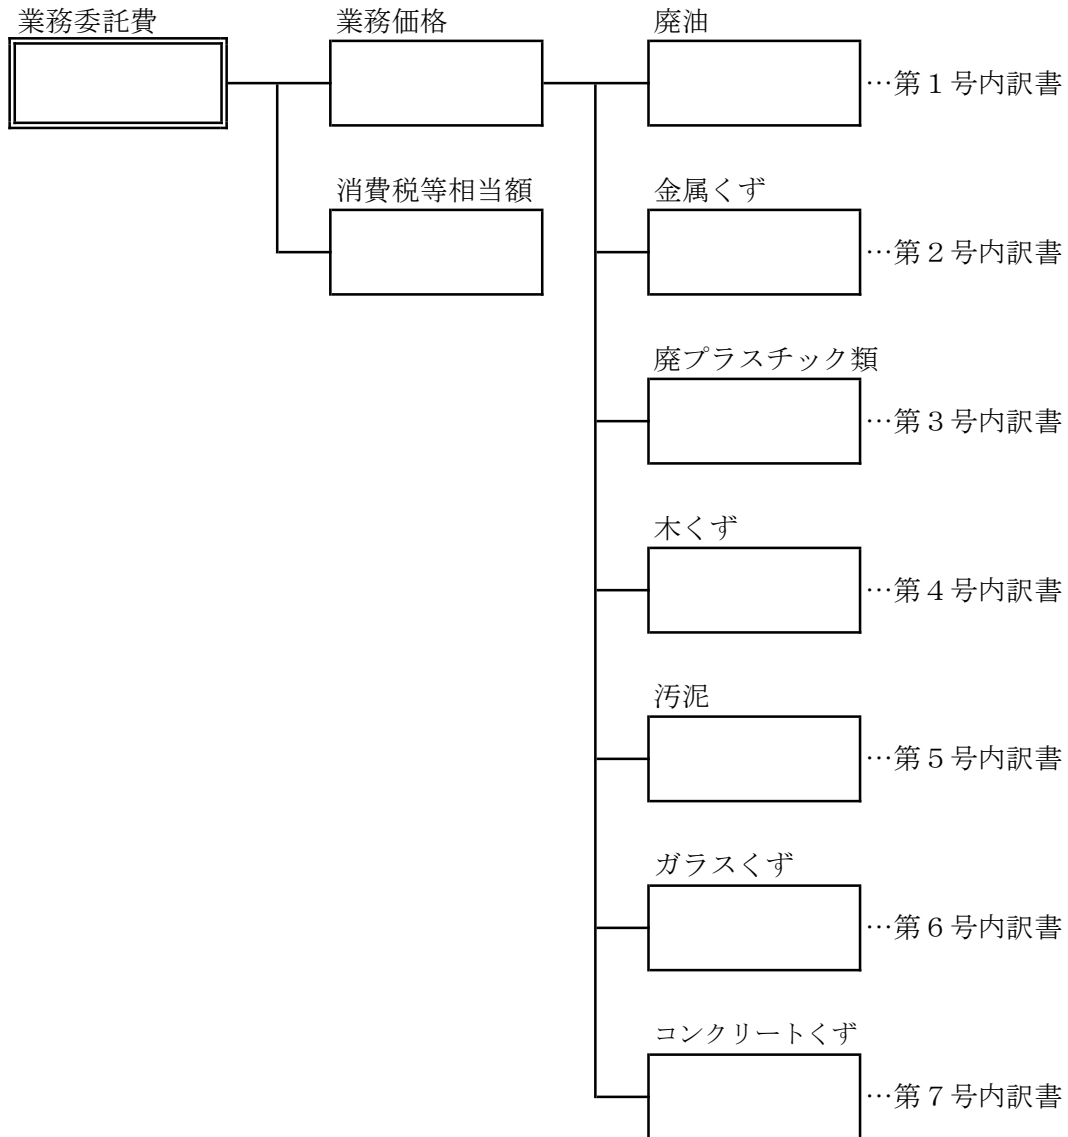 業務委託費 業務価格 廃油
…第１号内訳書
消費税等相当額 金属くず
…第２号内訳書
廃プラスチック類
…第３号内訳書
木くず
…第４号内訳書
汚泥
…第５号内訳書
ガラスくず
…第６号内訳書
コンクリートくず
…第７号内訳書